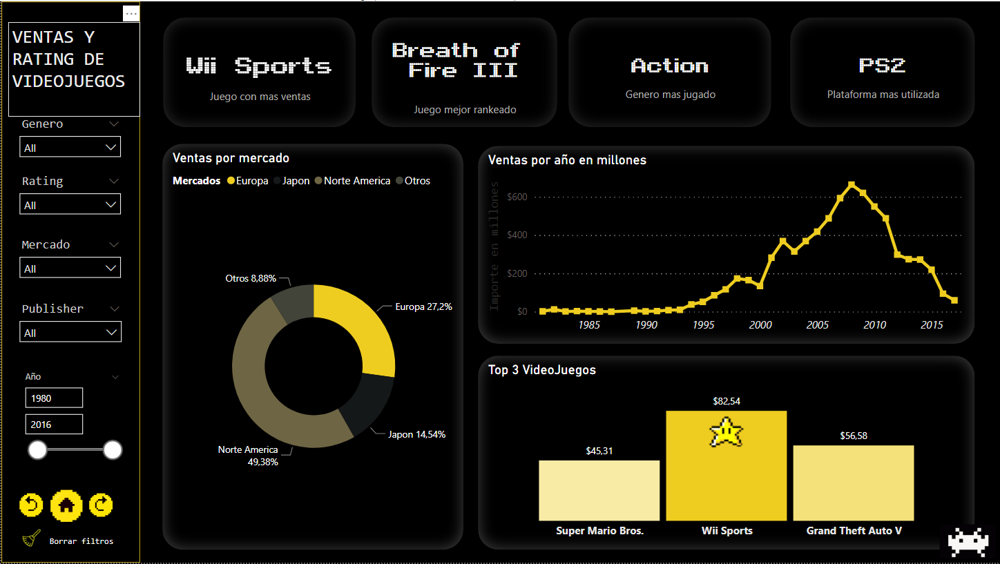 ...
VENTAS Y
RATING DE
VIDEOJUEGOS
Genero
All
Rating
All
Mercado
All
Publisher
All
Año
1980
2016
Borrar filtros
Wii Sports
Juego con mas ventas
Breath of
Fire III
Juego mejor rankeado
Action
Genero mas jugado
PS2
Plataforma mas utilizada
Ventas por mercado
Mercados Europa Japon Norte America Otros
Otros 8,88%
Europa 27,2%
Japon 14,54%
Norte America
49,38%
Ventas por año en millones
Importe en millones
$600
$400
$200
$0
1985 1990 1995 2000 2005 2010 2015
Top 3 VideoJuegos
$45,31
$82,54
$56,58
Super Mario Bros.
Wii Sports
Grand Theft Auto V